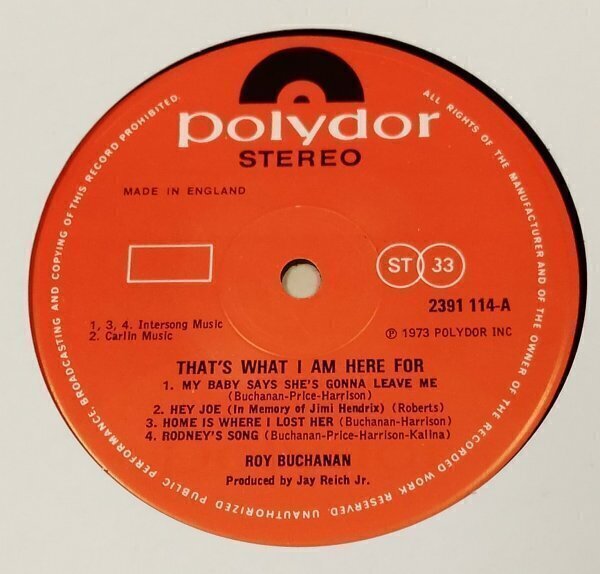 polydor
STEREO
MADE IN ENGLAND
ST 33
2391 114-A
1, 3, 4. Intersong Music
2. Carlin Music
℗ 1973 POLYDOR INC
THAT'S WHAT I AM HERE FOR
1. MY BABY SAYS SHE'S GONNA LEAVE ME
(Buchanan-Price-Harrison)
2. HEY JOE (In Memory of Jimi Hendrix) (Roberts)
3. HOME IS WHERE I LOST HER (Buchanan-Harrison)
4. RODNEY'S SONG (Buchanan-Price-Harrison-Kalina)
ROY BUCHANAN
Produced by Jay Reich Jr.
ALL RIGHTS OF THE MANUFACTURER AND OF THE OWNER OF THE RECORDED WORK RESERVED. UNAUTHORIZED PUBLIC PERFORMANCE, BROADCASTING AND COPYING OF THIS RECORD PROHIBITED.